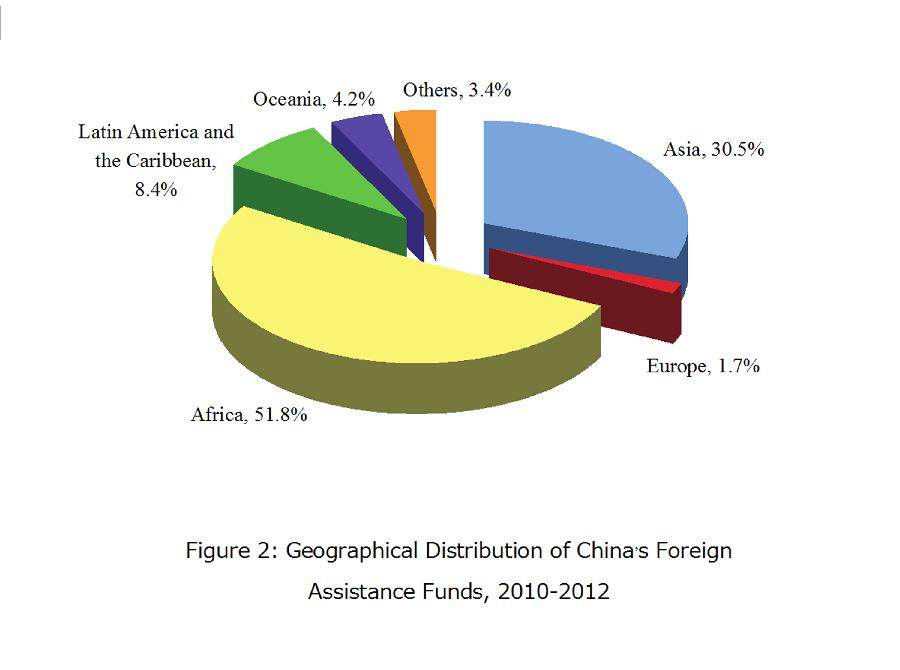 Others, 3.4%
Oceania, 4.2%
Latin America and
the Caribbean,
8.4%
Asia, 30.5%
Europe, 1.7%
Africa, 51.8%
Figure 2: Geographical Distribution of China's Foreign
Assistance Funds, 2010-2012